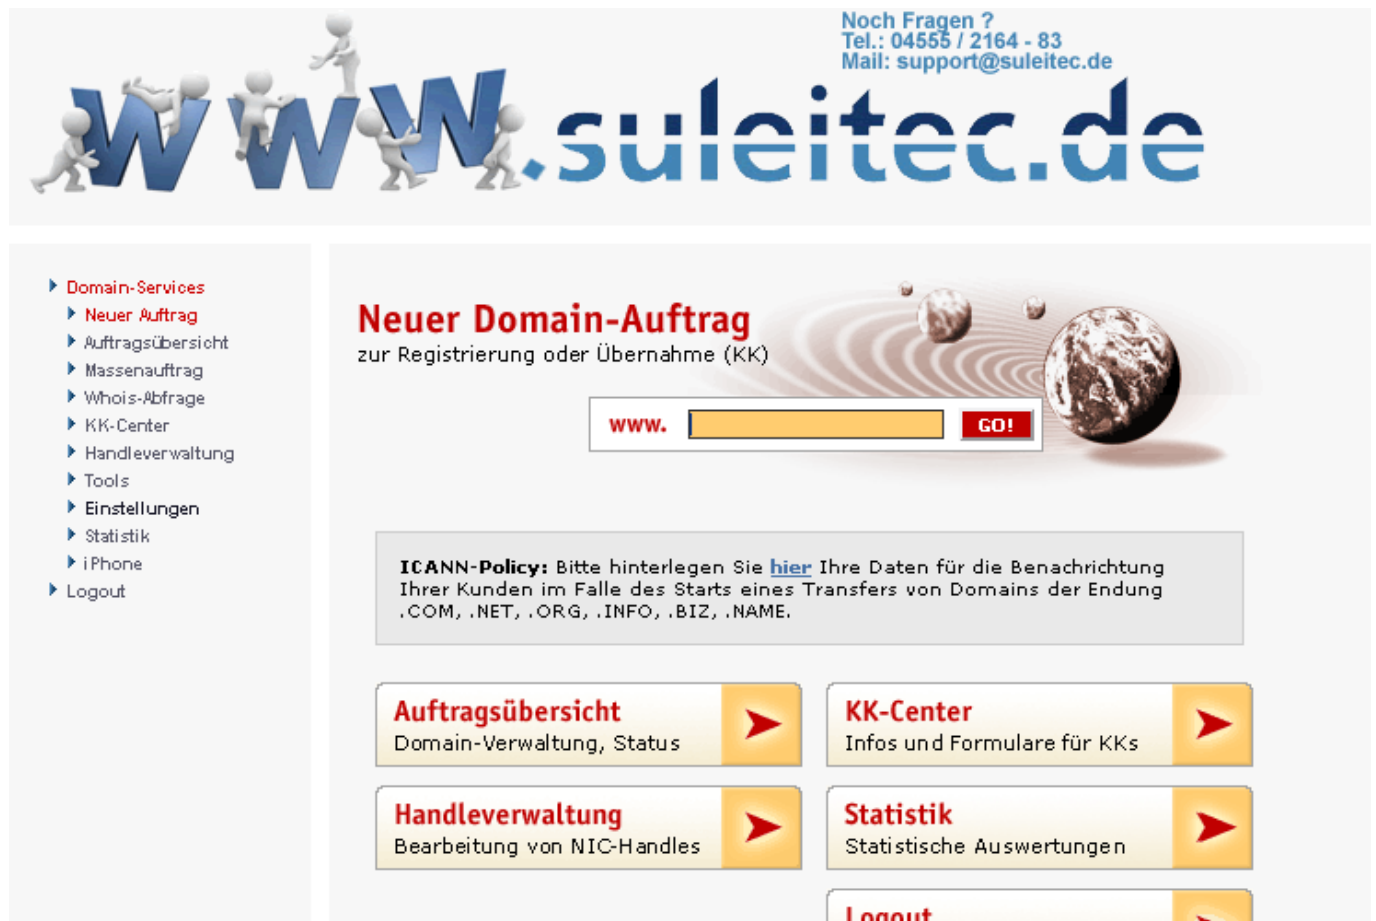 Noch Fragen ?
Tel.: 04555 / 2164 - 83
Mail: support@suleitec.de
www.suleitec.de
Domain-Services
Neuer Auftrag
Auftragsübersicht
Massenauftrag
Whois-Abfrage
KK-Center
Handleverwaltung
Tools
Einstellungen
Statistik
iPhone
Logout
Neuer Domain-Auftrag
zur Registrierung oder Übernahme (KK)
www. GO!
ICANN-Policy: Bitte hinterlegen Sie hier Ihre Daten für die Benachrichtung
Ihrer Kunden im Falle des Starts eines Transfers von Domains der Endung
.COM, .NET, .ORG, .INFO, .BIZ, .NAME.
Auftragsübersicht
Domain-Verwaltung, Status
KK-Center
Infos und Formulare für KKs
Handleverwaltung
Bearbeitung von NIC-Handles
Statistik
Statistische Auswertungen
Logout